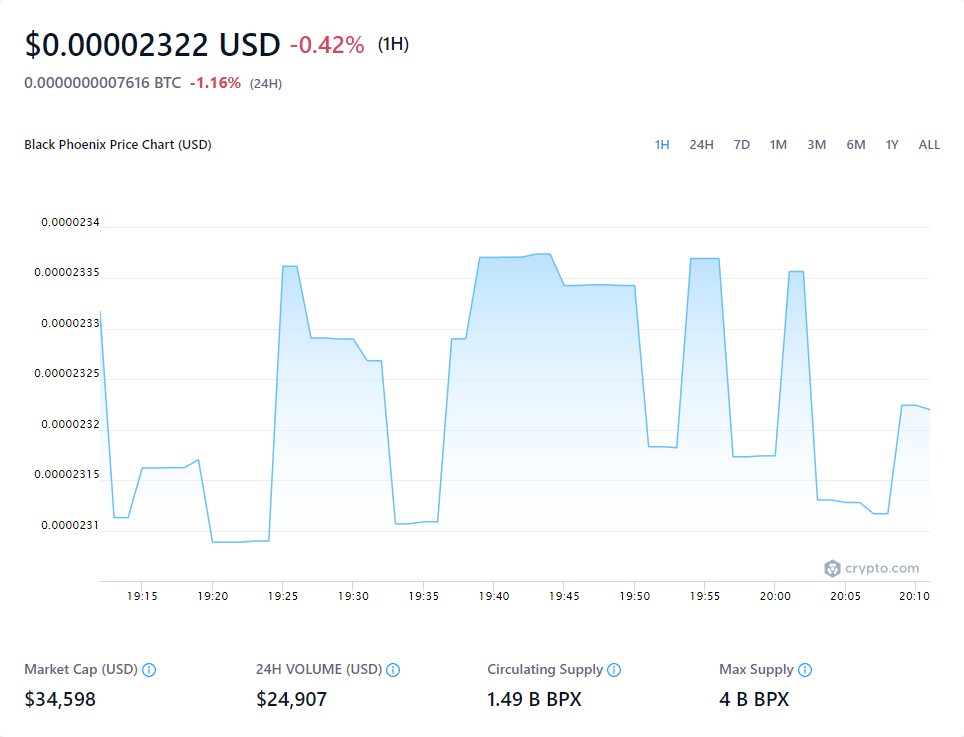 $0.00002322 USD -0.42% (1H)
0.0000000007616 BTC -1.16% (24H)
Black Phoenix Price Chart (USD) 1H 24H 7D 1M 3M 6M 1Y ALL
0.0000234
0.00002335
0.0000233
0.00002325
0.0000232
0.00002315
0.0000231
crypto.com
19:15 19:20 19:25 19:30 19:35 19:40 19:45 19:50 19:55 20:00 20:05 20:10
Market Cap (USD) 24H VOLUME (USD) Circulating Supply Max Supply
$34,598 $24,907 1.49 B BPX 4 B BPX